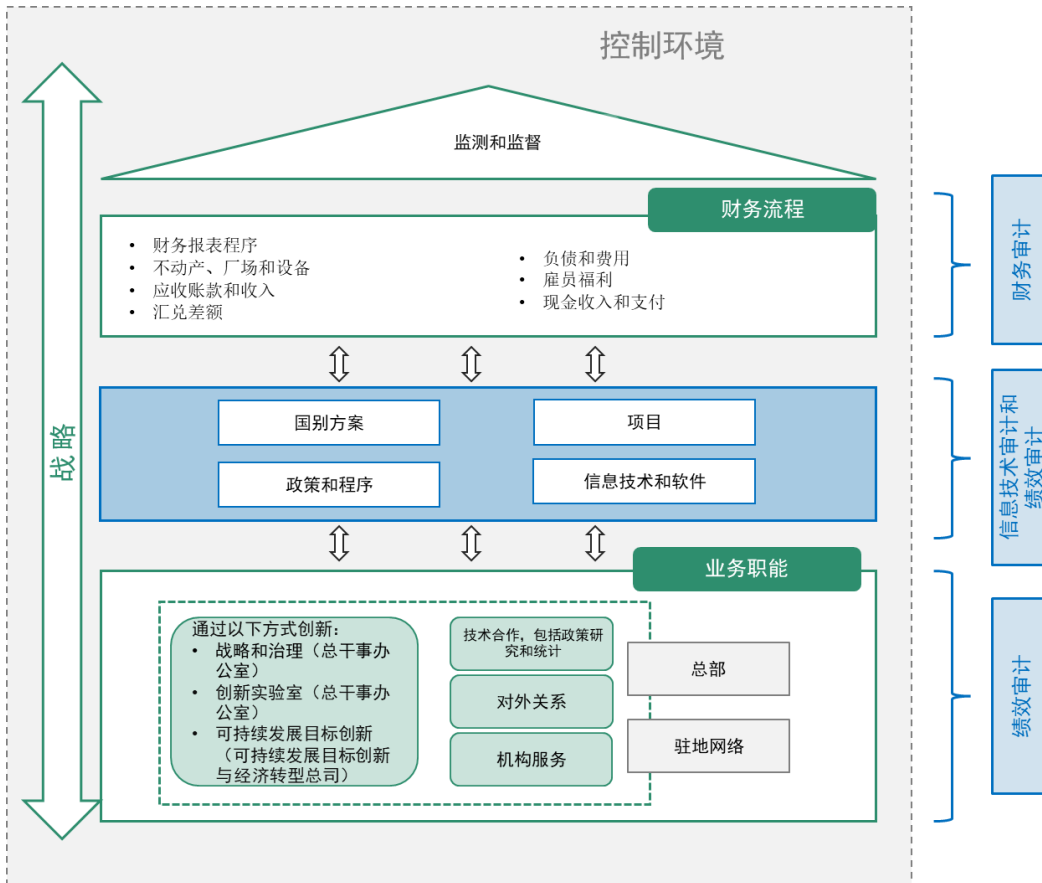 控制环境
监测和监督
财务流程
• 财务报表程序
• 不动产、厂场和设备
• 应收账款和收入
• 汇兑差额
• 负债和费用
• 雇员福利
• 现金收入和支付
财务审计
战略
国别方案
项目
政策和程序
信息技术和软件
信息技术审计和
绩效审计
业务职能
通过以下方式创新：
• 战略和治理（总干事办
公室）
• 创新实验室（总干事办
公室）
• 可持续发展目标创新
（可持续发展目标创新
与经济转型总司）
技术合作，包括政策研
究和统计
对外关系
机构服务
总部
驻地网络
绩效审计